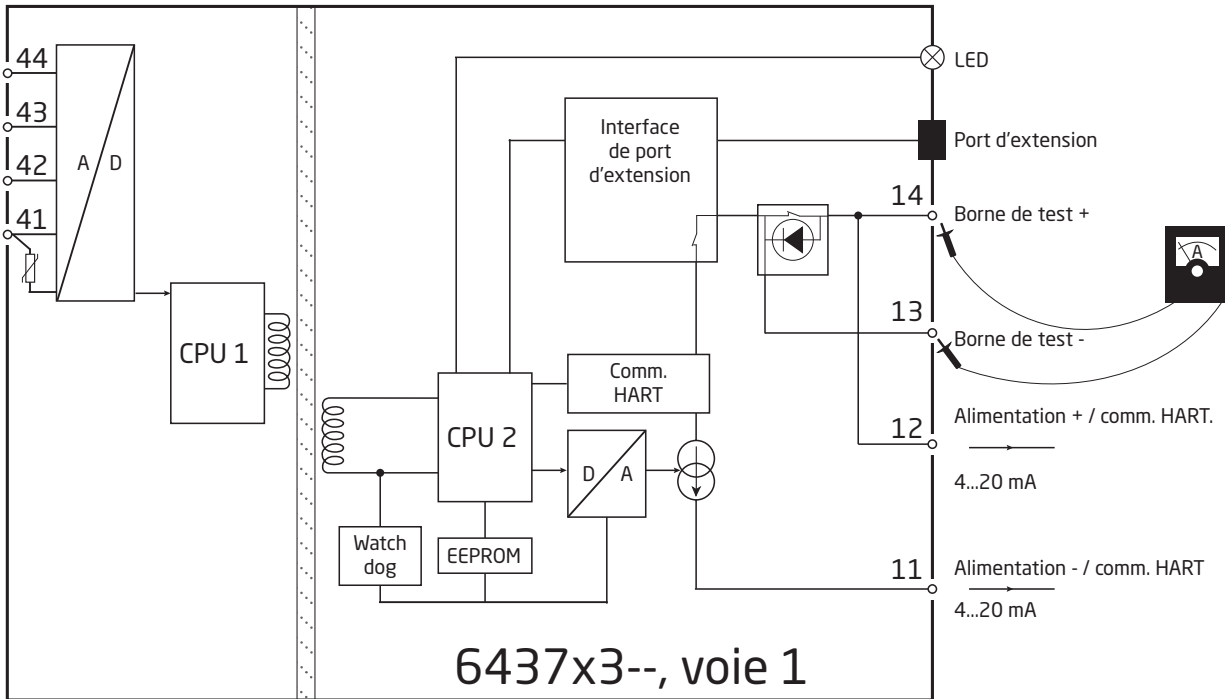 44
43
42
41
A
D
CPU 1
LED
Interface
de port
d'extension
Port d'extension
14
Borne de test +
A
13
Borne de test -
Comm.
HART
CPU 2
D
A
Alimentation + / comm. HART.
12
4...20 mA
Watch
dog
EEPROM
11
Alimentation - / comm. HART
4...20 mA
6437x3--, voie 1